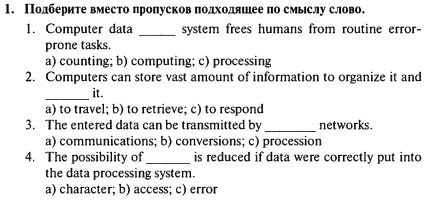 1. Подберите вместо пропусков подходящее по смыслу слово.
1. Computer data ______ system frees humans from routine error-
prone tasks.
a) counting; b) computing; c) processing
2. Computers can store vast amount of information to organize it and
______ it.
a) to travel; b) to retrieve; c) to respond
3. The entered data can be transmitted by ______ networks.
a) communications; b) conversions; c) procession
4. The possibility of ______ is reduced if data were correctly put into
the data processing system.
a) character; b) access; c) error